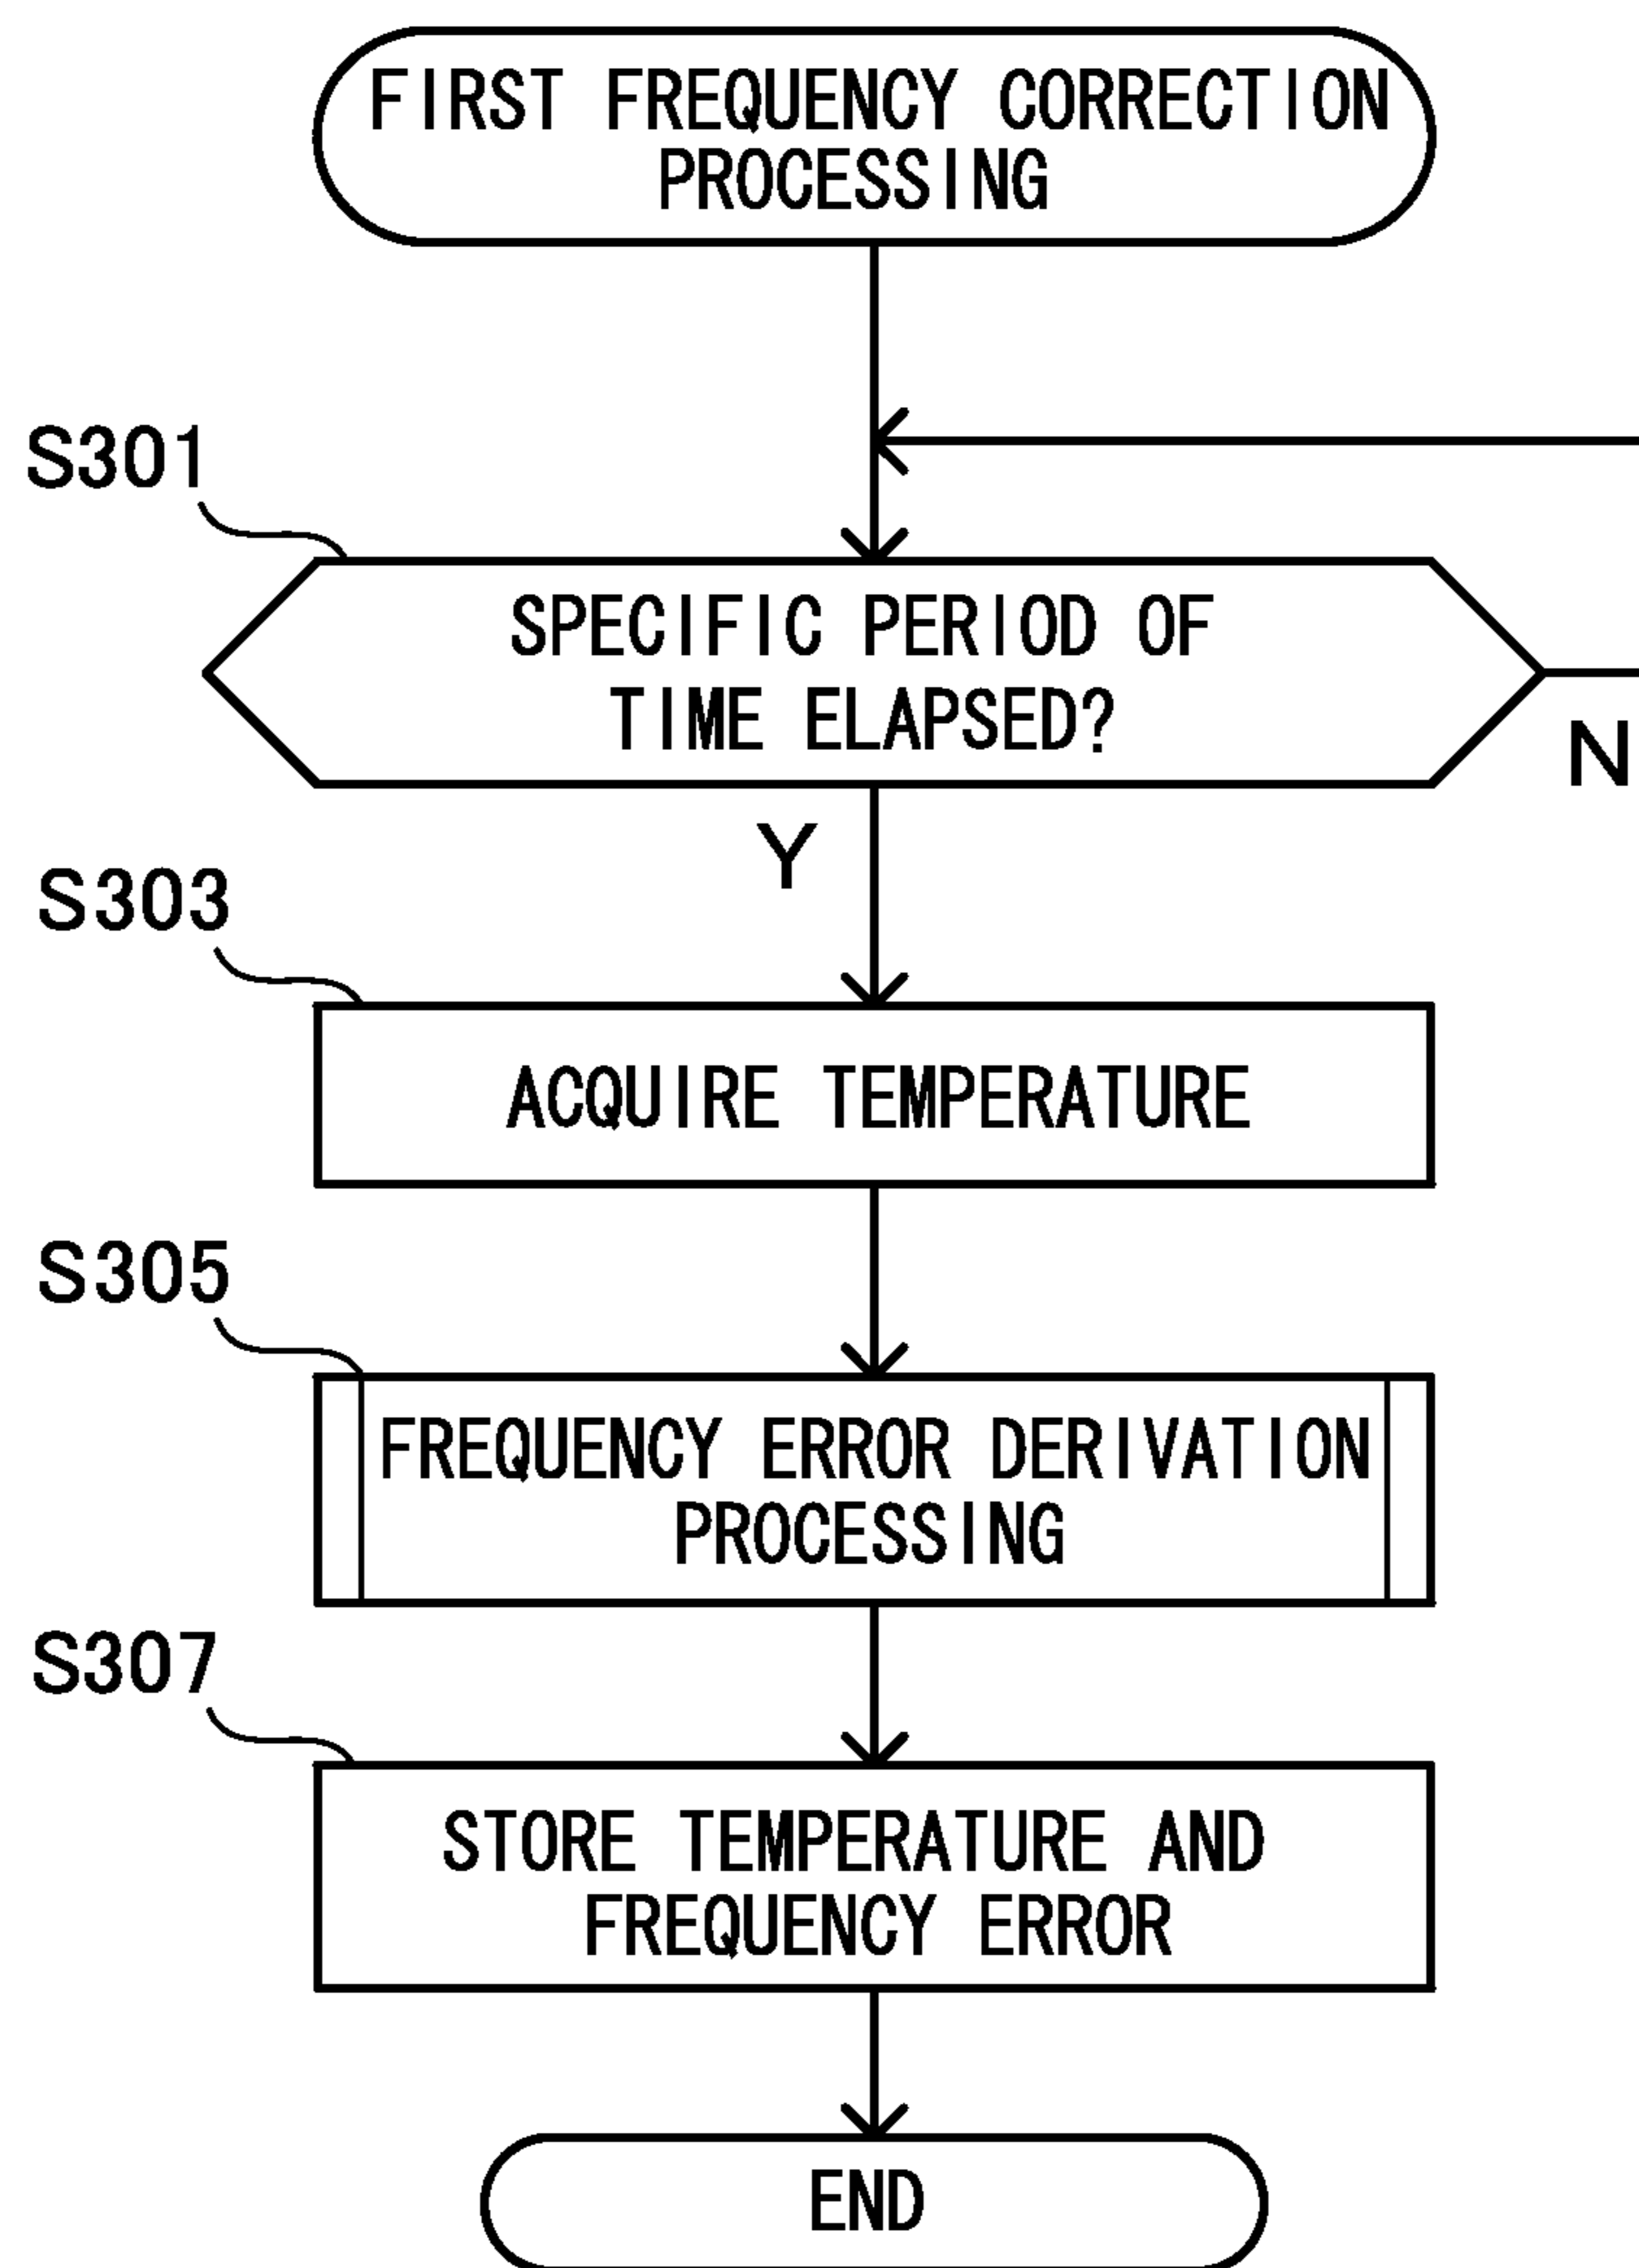 FIRST FREQUENCY CORRECTION
PROCESSING
S301
SPECIFIC PERIOD OF
TIME ELAPSED?
N
Y
S303
ACQUIRE TEMPERATURE
S305
FREQUENCY ERROR DERIVATION
PROCESSING
S307
STORE TEMPERATURE AND
FREQUENCY ERROR
END